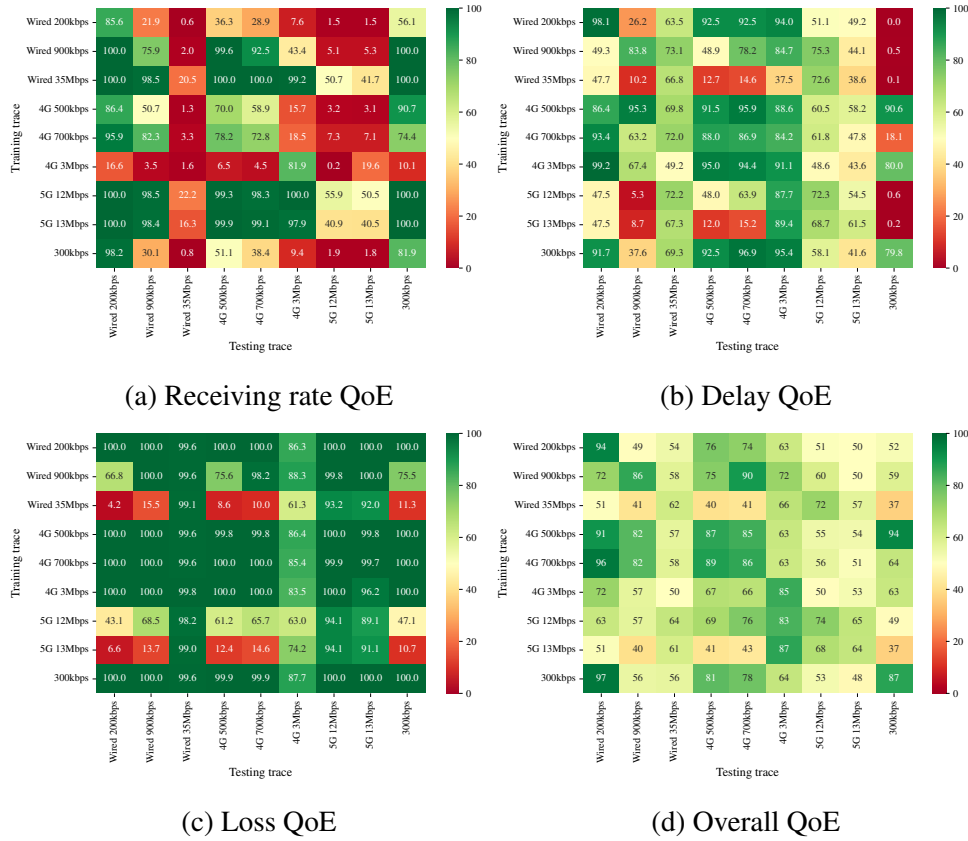 Training trace
Wired 200kbps 85.6 21.9 0.6 36.3 28.9 7.6 1.5 1.5 56.1
Wired 900kbps 100.0 75.9 2.0 99.6 92.5 43.4 5.1 5.3 100.0
Wired 35Mbps 100.0 98.5 20.5 100.0 100.0 99.2 50.7 41.7 100.0
4G 500kbps 86.4 50.7 1.3 70.0 58.9 15.7 3.2 3.1 90.7
4G 700kbps 95.9 82.3 3.3 78.2 72.8 18.5 7.3 7.1 74.4
4G 3Mbps 16.6 3.5 1.6 6.5 4.5 81.9 0.2 19.6 10.1
5G 12Mbps 100.0 98.5 22.2 99.3 98.3 100.0 55.9 50.5 100.0
5G 13Mbps 100.0 98.4 16.3 99.9 99.1 97.9 40.9 40.5 100.0
300kbps 98.2 30.1 0.8 51.1 38.4 9.4 1.9 1.8 81.9
Wired 200kbps Wired 900kbps Wired 35Mbps 4G 500kbps 4G 700kbps 4G 3Mbps 5G 12Mbps 5G 13Mbps 300kbps
Testing trace
100
80
60
40
20
0
(a) Receiving rate QoE
Training trace
Wired 200kbps 98.1 26.2 63.5 92.5 92.5 94.0 51.1 49.2 0.0
Wired 900kbps 49.3 83.8 73.1 48.9 78.2 84.7 75.3 44.1 0.5
Wired 35Mbps 47.7 10.2 66.8 12.7 14.6 37.5 72.6 38.6 0.1
4G 500kbps 86.4 95.3 69.8 91.5 95.9 88.6 60.5 58.2 90.6
4G 700kbps 93.4 63.2 72.0 88.0 86.9 84.2 61.8 47.8 18.1
4G 3Mbps 99.2 67.4 49.2 95.0 94.4 91.1 48.6 43.6 80.0
5G 12Mbps 47.5 5.3 72.2 48.0 63.9 87.7 72.3 54.5 0.6
5G 13Mbps 47.5 8.7 67.3 12.0 15.2 89.4 68.7 61.5 0.2
300kbps 91.7 37.6 69.3 92.5 96.9 95.4 58.1 41.6 79.8
Wired 200kbps Wired 900kbps Wired 35Mbps 4G 500kbps 4G 700kbps 4G 3Mbps 5G 12Mbps 5G 13Mbps 300kbps
Testing trace
100
80
60
40
20
0
(b) Delay QoE
Training trace
Wired 200kbps 100.0 100.0 99.6 100.0 100.0 86.3 100.0 100.0 100.0
Wired 900kbps 66.8 100.0 99.6 75.6 98.2 88.3 99.8 100.0 75.5
Wired 35Mbps 4.2 15.5 99.1 8.6 10.0 61.3 93.2 92.0 11.3
4G 500kbps 100.0 100.0 99.6 99.8 99.8 86.4 100.0 99.8 100.0
4G 700kbps 100.0 100.0 99.6 100.0 100.0 85.4 99.9 99.7 100.0
4G 3Mbps 100.0 100.0 99.8 100.0 100.0 83.5 100.0 96.2 100.0
5G 12Mbps 43.1 68.5 98.2 61.2 65.7 63.0 94.1 89.1 47.1
5G 13Mbps 6.6 13.7 99.0 12.4 14.6 74.2 94.1 91.1 10.7
300kbps 100.0 100.0 99.6 99.9 99.9 87.7 100.0 100.0 100.0
Wired 200kbps Wired 900kbps Wired 35Mbps 4G 500kbps 4G 700kbps 4G 3Mbps 5G 12Mbps 5G 13Mbps 300kbps
Testing trace
100
80
60
40
20
0
(c) Loss QoE
Training trace
Wired 200kbps 94 49 54 76 74 63 51 50 52
Wired 900kbps 72 86 58 75 90 72 60 50 59
Wired 35Mbps 51 41 62 40 41 66 72 57 37
4G 500kbps 91 82 57 87 85 63 55 54 94
4G 700kbps 96 82 58 89 86 63 56 51 64
4G 3Mbps 72 57 50 67 66 85 50 53 63
5G 12Mbps 63 57 64 69 76 83 74 65 49
5G 13Mbps 51 40 61 41 43 87 68 64 37
300kbps 97 56 56 81 78 64 53 48 87
Wired 200kbps Wired 900kbps Wired 35Mbps 4G 500kbps 4G 700kbps 4G 3Mbps 5G 12Mbps 5G 13Mbps 300kbps
Testing trace
100
80
60
40
20
0
(d) Overall QoE